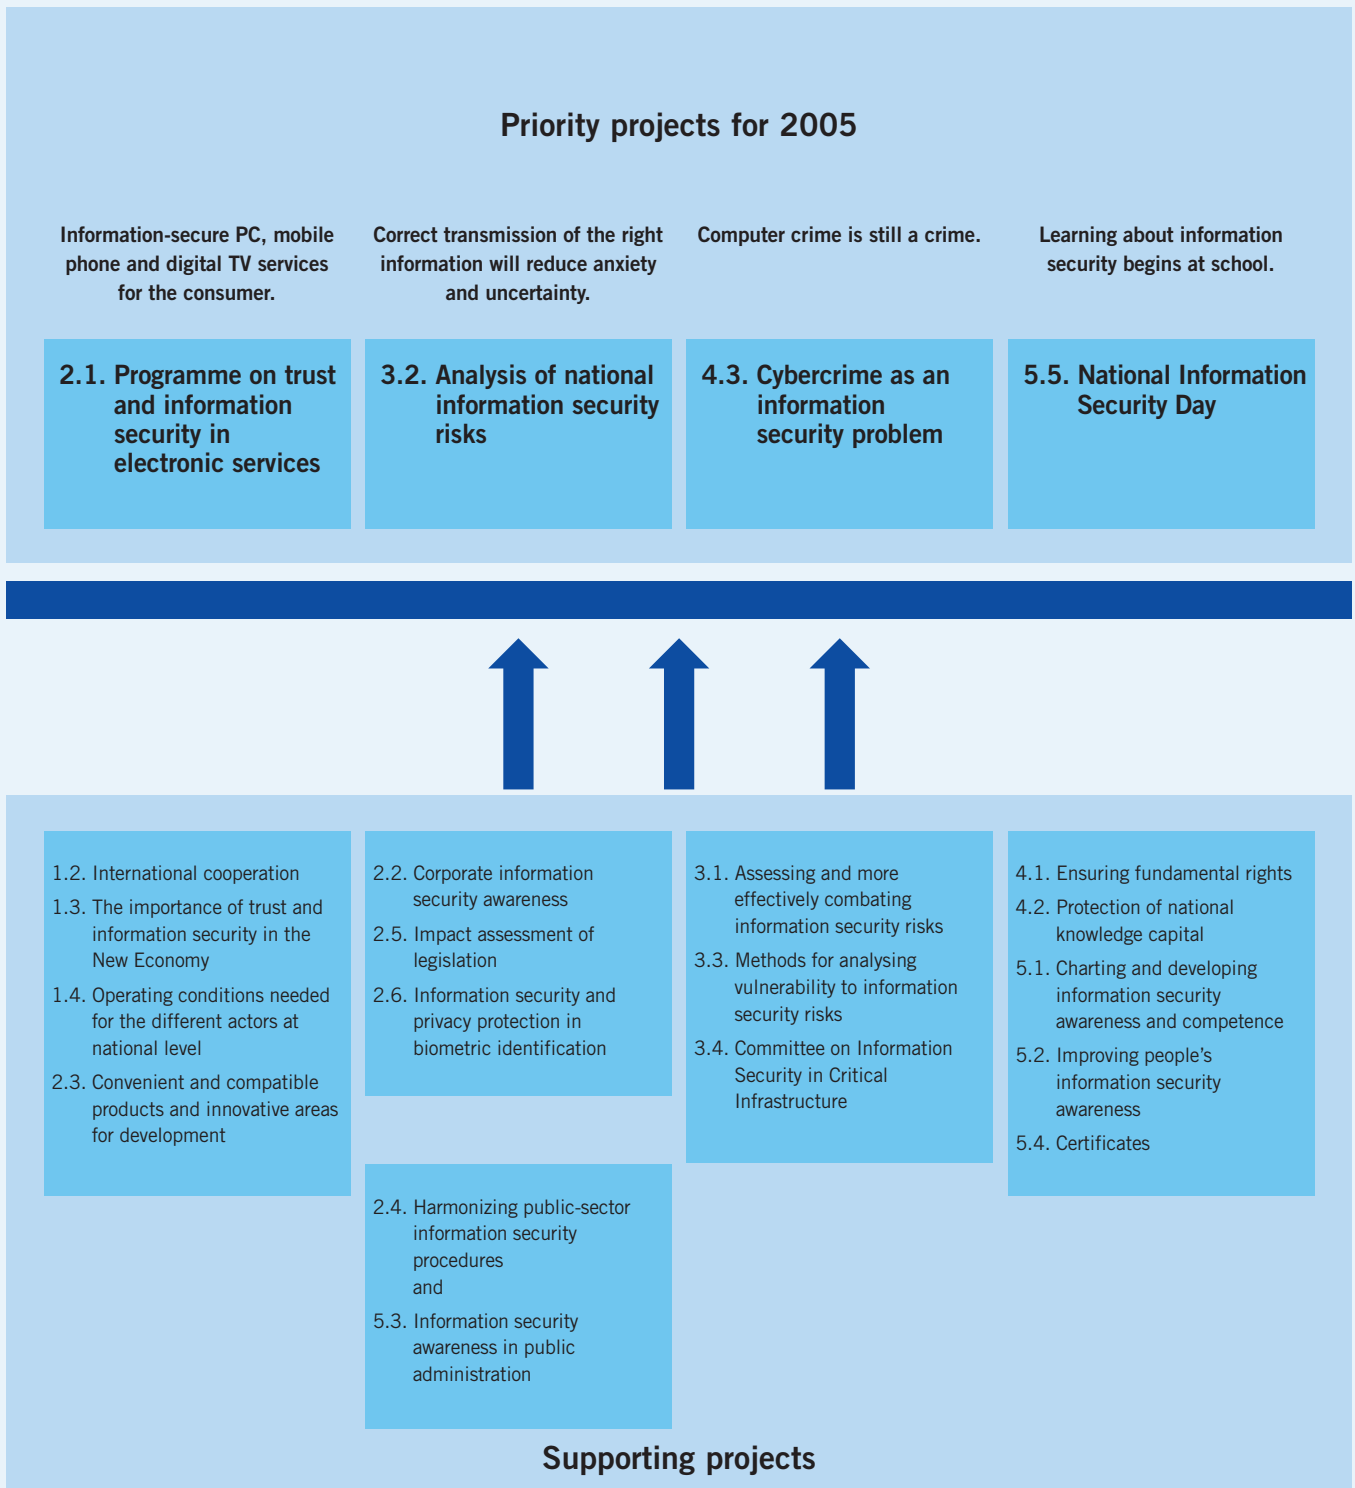 Priority projects for 2005
Information-secure PC, mobile
phone and digital TV services
for the consumer.
Correct transmission of the right
information will reduce anxiety
and uncertainty.
Computer crime is still a crime.
Learning about information
security begins at school.
2.1. Programme on trust
and information
security in
electronic services
3.2. Analysis of national
information security
risks
4.3. Cybercrime as an
information
security problem
5.5. National Information
Security Day
1.2. International cooperation
1.3. The importance of trust and
information security in the
New Economy
1.4. Operating conditions needed
for the different actors at
national level
2.3. Convenient and compatible
products and innovative areas
for development
2.2. Corporate information
security awareness
2.5. Impact assessment of
legislation
2.6. Information security and
privacy protection in
biometric identification
2.4. Harmonizing public-sector
information security
procedures
and
5.3. Information security
awareness in public
administration
3.1. Assessing and more
effectively combating
information security risks
3.3. Methods for analysing
vulnerability to information
security risks
3.4. Committee on Information
Security in Critical
Infrastructure
4.1. Ensuring fundamental rights
4.2. Protection of national
knowledge capital
5.1. Charting and developing
information security
awareness and competence
5.2. Improving people's
information security
awareness
5.4. Certificates
Supporting projects